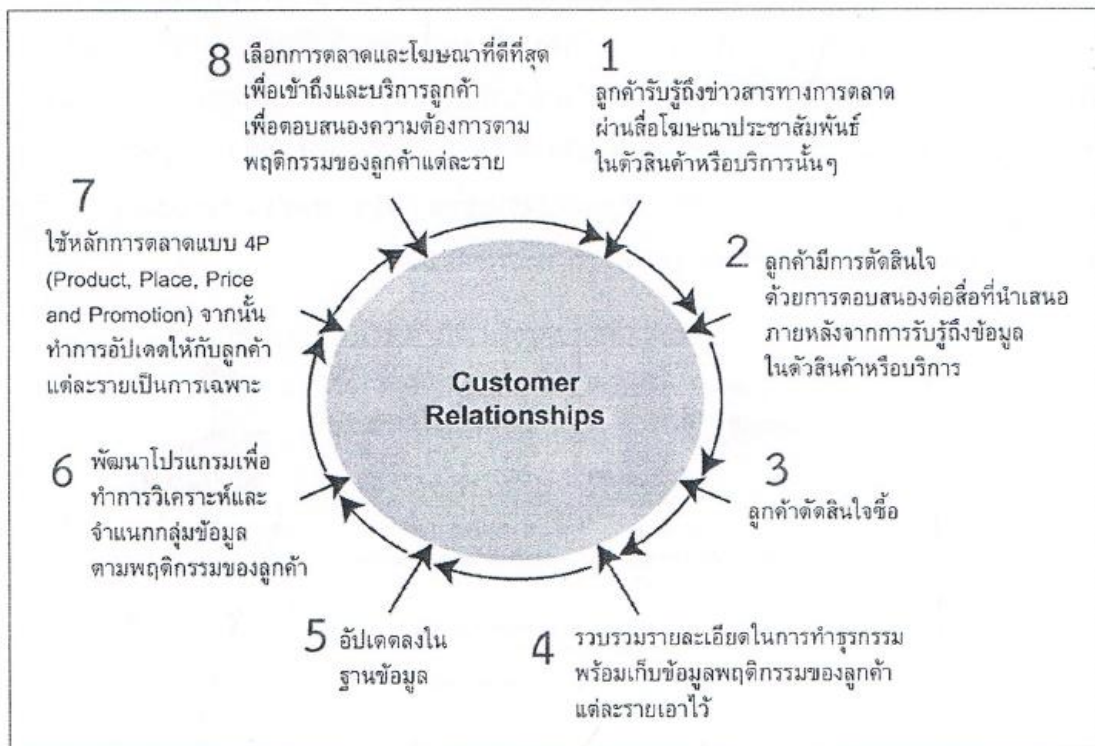 1
ลูกค้ารับรู้ถึงข่าวสารทางการตลาด
ผ่านสื่อโฆษณาประชาสัมพันธ์
ในตัวสินค้าหรือบริการนั้นๆ
2 ลูกค้ามีการตัดสินใจ
ด้วยการตอบสนองต่อสื่อที่นำเสนอ
ภายหลังจากการรับรู้ถึงข้อมูล
ในตัวสินค้าหรือบริการ
3
ลูกค้าตัดสินใจซื้อ
4 รวบรวมรายละเอียดในการทำธุรกรรม
พร้อมเก็บข้อมูลพฤติกรรมของลูกค้า
แต่ละรายเอาไว้
5 อัปเดตลงใน
ฐานข้อมูล
6 พัฒนาโปรแกรมเพื่อ
ทำการวิเคราะห์และ
จำแนกกลุ่มข้อมูล
ตามพฤติกรรมของลูกค้า
7
ใช้หลักการตลาดแบบ 4P
(Product, Place, Price
and Promotion) จากนั้น
ทำการอัปเดตให้กับลูกค้า
แต่ละรายเป็นการเฉพาะ
8 เลือกการตลาดและโฆษณาที่ดีที่สุด
เพื่อเข้าถึงและบริการลูกค้า
เพื่อตอบสนองความต้องการตาม
พฤติกรรมของลูกค้าแต่ละราย
Customer
Relationships